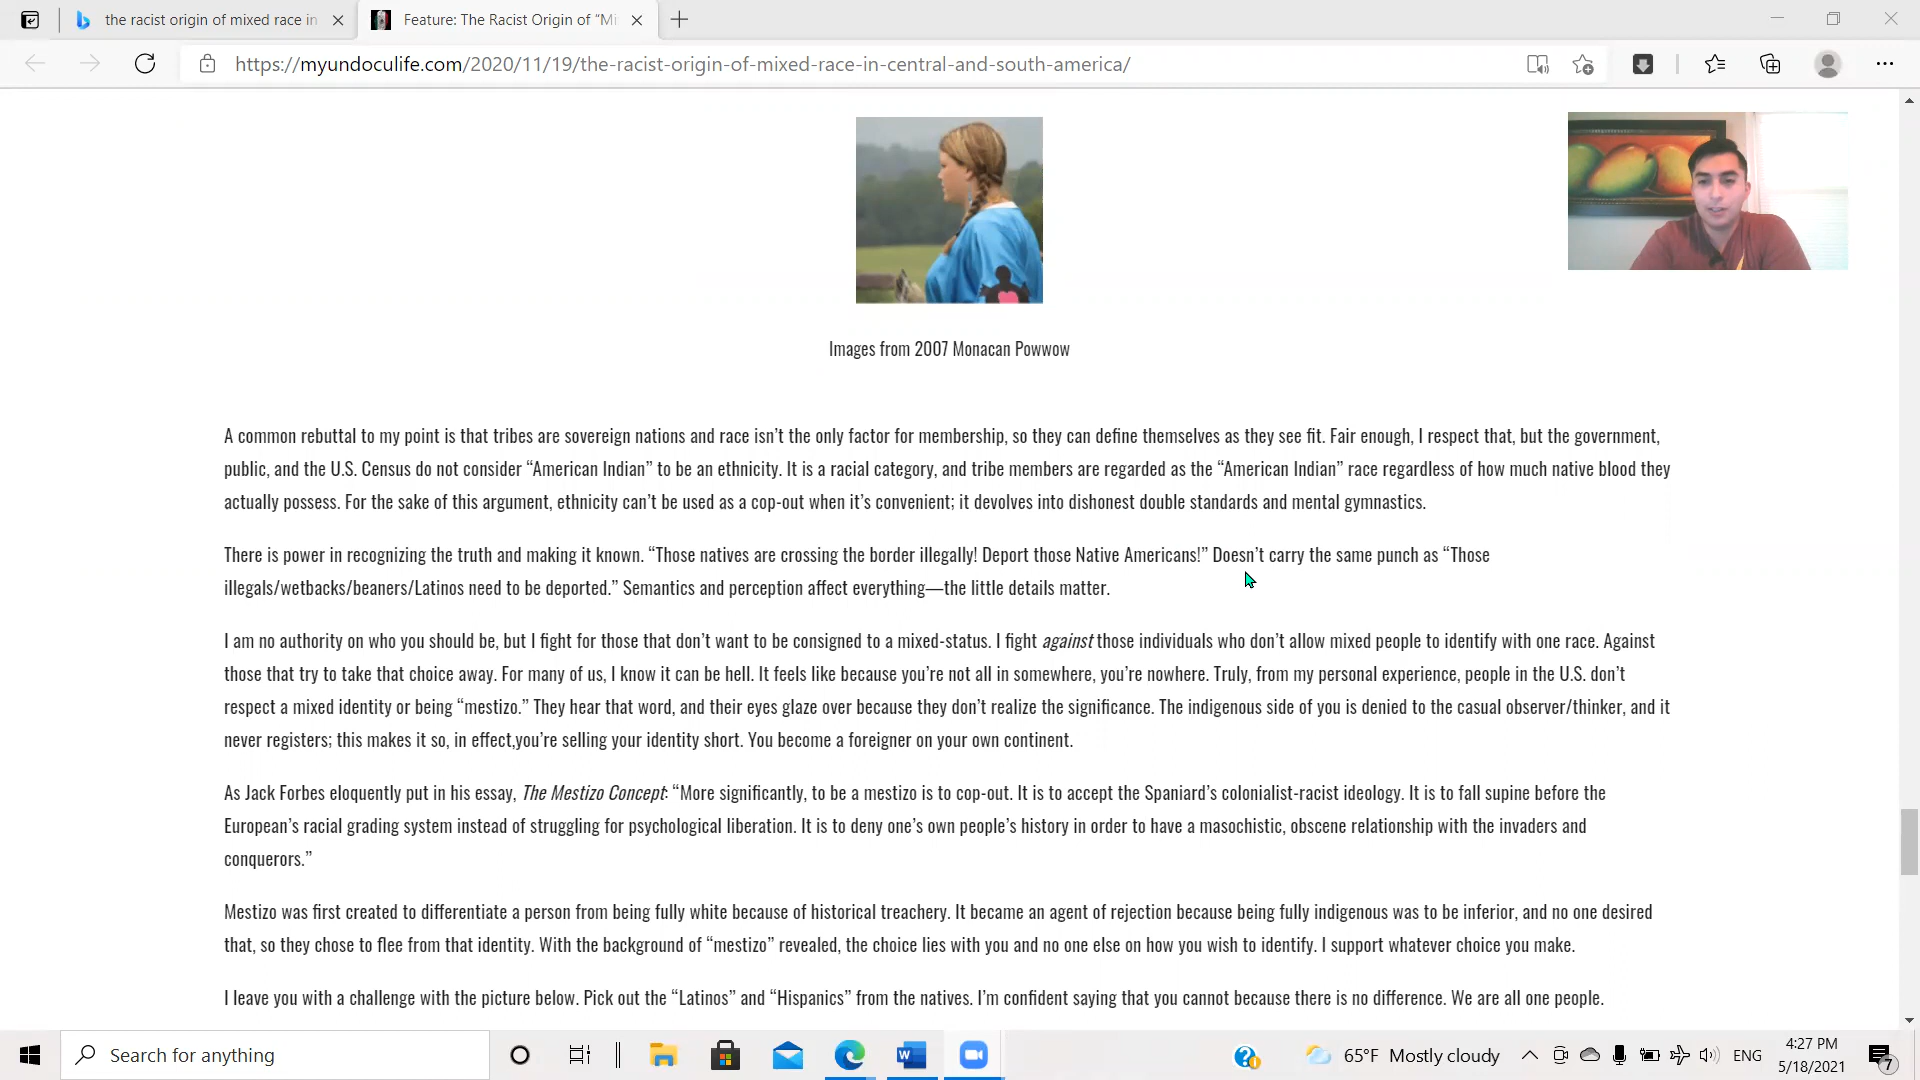 the racist origin of mixed race in
Feature: The Racist Origin of “Mi
https://myundoculife.com/2020/11/19/the-racist-origin-of-mixed-race-in-central-and-south-america/
Images from 2007 Monacan Powwow
A common rebuttal to my point is that tribes are sovereign nations and race isn’t the only factor for membership, so they can define themselves as they see fit. Fair enough, I respect that, but the government,
public, and the U.S. Census do not consider “American Indian” to be an ethnicity. It is a racial category, and tribe members are regarded as the “American Indian” race regardless of how much native blood they
actually possess. For the sake of this argument, ethnicity can’t be used as a cop-out when it’s convenient; it devolves into dishonest double standards and mental gymnastics.
There is power in recognizing the truth and making it known. “Those natives are crossing the border illegally! Deport those Native Americans!” Doesn’t carry the same punch as “Those
illegals/wetbacks/beaners/Latinos need to be deported.” Semantics and perception affect everything—the little details matter.
I am no authority on who you should be, but I fight for those that don’t want to be consigned to a mixed-status. I fight against those individuals who don’t allow mixed people to identify with one race. Against
those that try to take that choice away. For many of us, I know it can be hell. It feels like because you’re not all in somewhere, you’re nowhere. Truly, from my personal experience, people in the U.S. don’t
respect a mixed identity or being “mestizo.” They hear that word, and their eyes glaze over because they don’t realize the significance. The indigenous side of you is denied to the casual observer/thinker, and it
never registers; this makes it so, in effect,you’re selling your identity short. You become a foreigner on your own continent.
As Jack Forbes eloquently put in his essay, The Mestizo Concept: “More significantly, to be a mestizo is to cop-out. It is to accept the Spaniard’s colonialist-racist ideology. It is to fall supine before the
European’s racial grading system instead of struggling for psychological liberation. It is to deny one’s own people’s history in order to have a masochistic, obscene relationship with the invaders and
conquerors.”
Mestizo was first created to differentiate a person from being fully white because of historical treachery. It became an agent of rejection because being fully indigenous was to be inferior, and no one desired
that, so they chose to flee from that identity. With the background of “mestizo” revealed, the choice lies with you and no one else on how you wish to identify. I support whatever choice you make.
I leave you with a challenge with the picture below. Pick out the “Latinos” and “Hispanics” from the natives. I’m confident saying that you cannot because there is no difference. We are all one people.
Search for anything
65°F Mostly cloudy
ENG
4:27 PM
5/18/2021
7